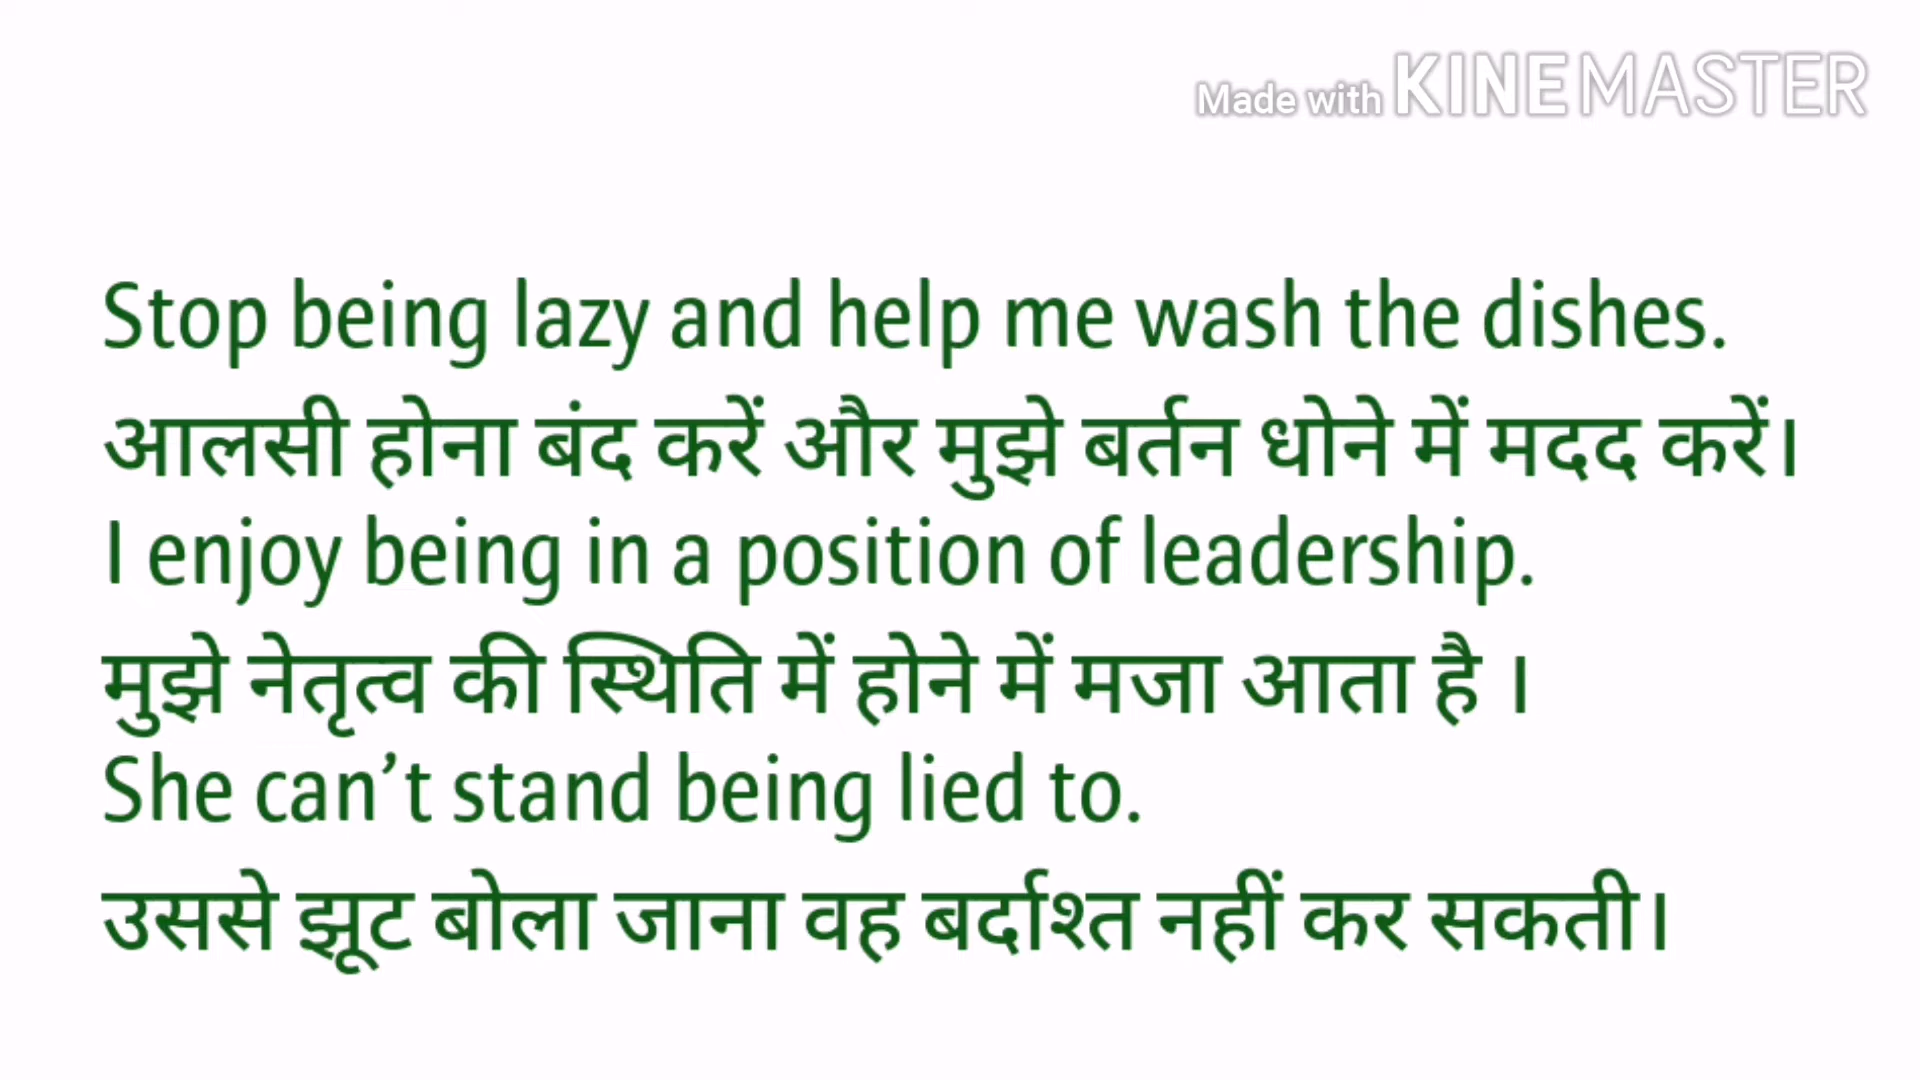 Made with KINEMASTER
Stop being lazy and help me wash the dishes.
आलसी होना बंद करें और मुझे बर्तन धोने में मदद करें।
I enjoy being in a position of leadership.
मुझे नेतृत्व की स्थिति में होने में मजा आता है ।
She can’t stand being lied to.
उससे झूट बोला जाना वह बर्दाश्त नहीं कर सकती।